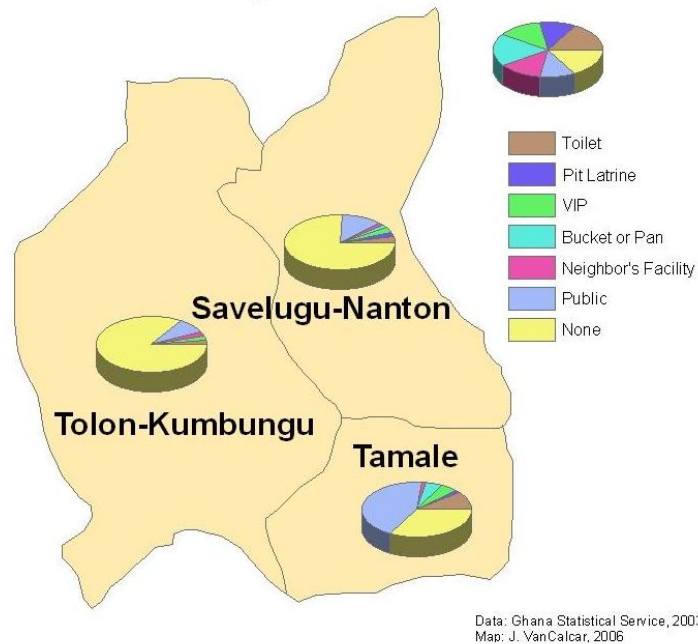 Toilet
Pit Latrine
VIP
Bucket or Pan
Neighbor's Facility
Public
None
Savelugu-Nanton
Tolon-Kumbungu
Tamale
Data: Ghana Statistical Service,
Map: J. VanCalcar, 2006